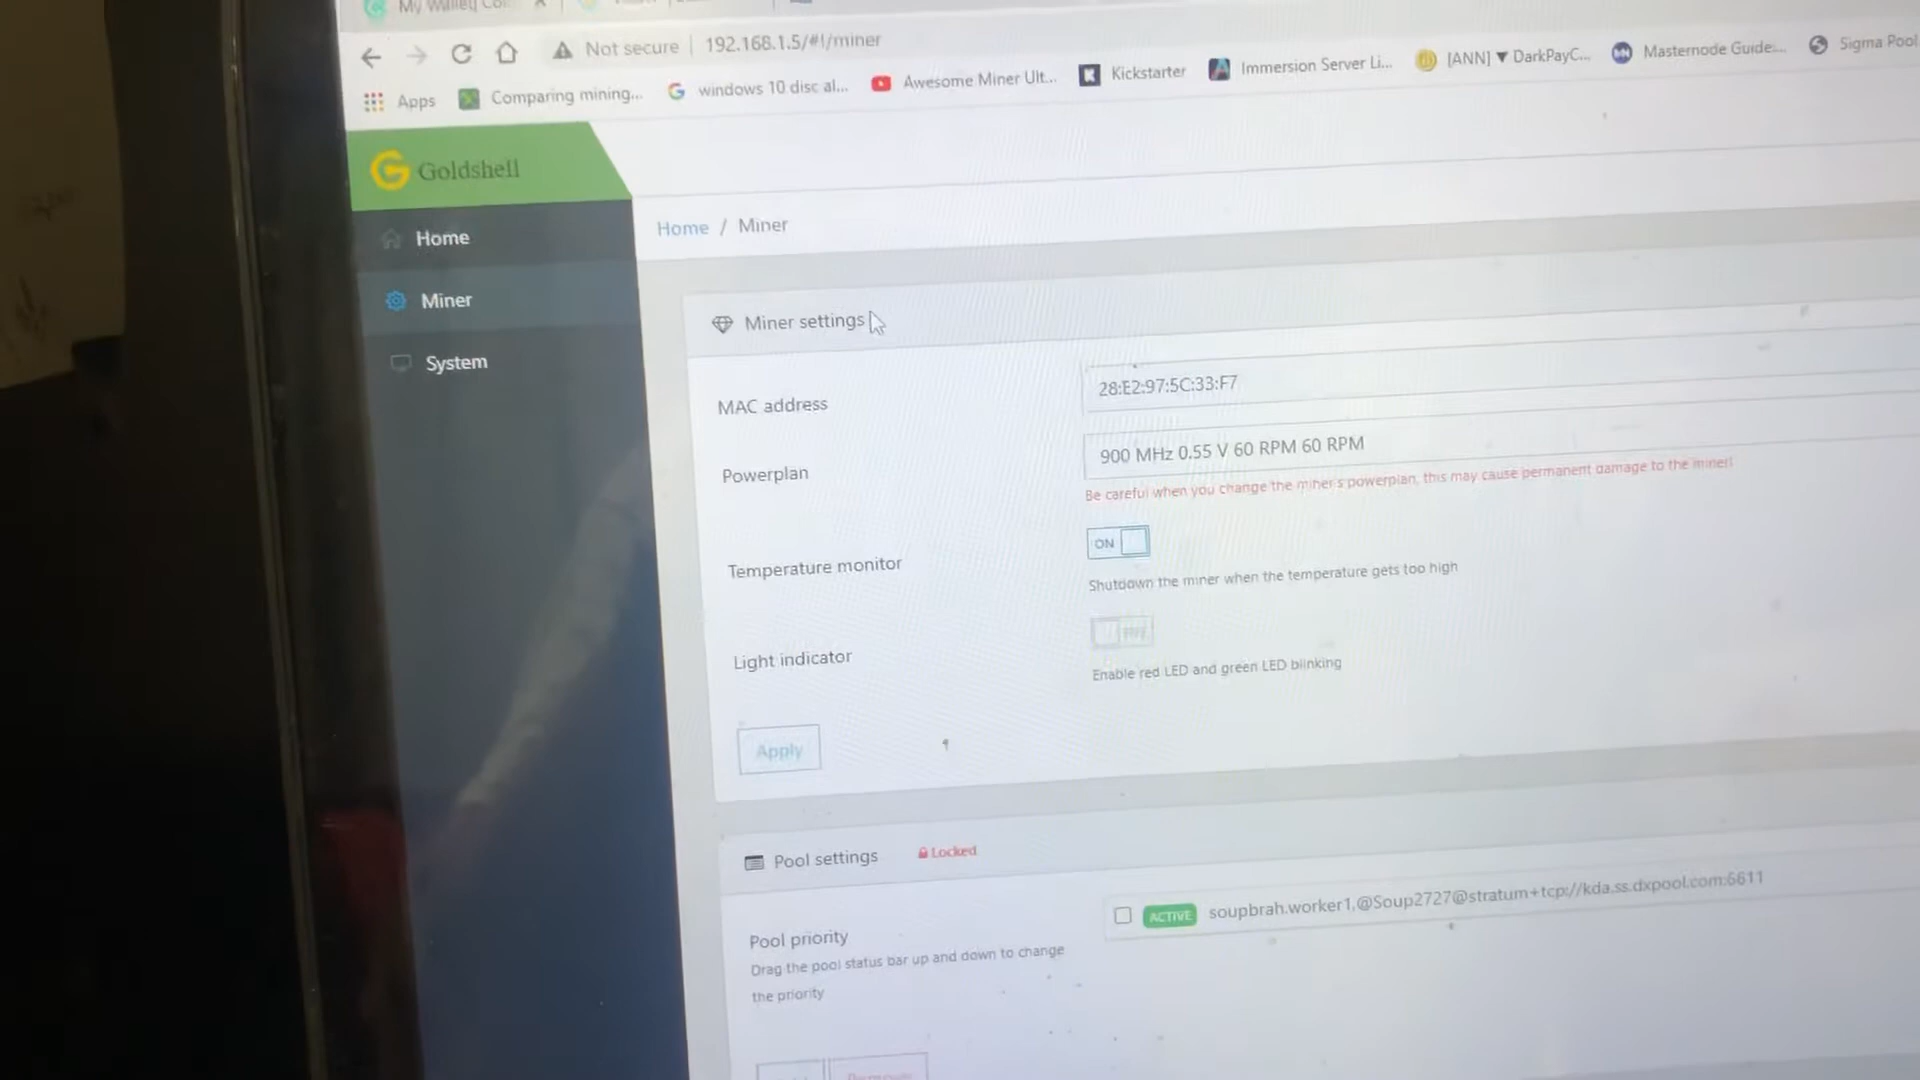 My Wallet
Not secure | 192.168.1.5/#!/miner
Apps Comparing mining... windows 10 disc al... Awesome Miner Ult... Kickstarter Immersion Server Li... [ANN] ▼ DarkPayC... Masternode Guide:... Sigma Pool
Goldshell
Home
Miner
System
Home / Miner
Miner settings
MAC address 28:E2:97:5C:33:F7
Powerplan 900 MHz 0.55 V 60 RPM 60 RPM
Be careful when you change the miner's powerplan, this may cause permanent damage to the miner!
Temperature monitor ON
Shutdown the miner when the temperature gets too high
Light indicator OFF
Enable red LED and green LED blinking
Apply
Pool settings Locked
Pool priority ACTIVE soupbrah.worker1,@Soup2727@stratum+tcp://kda.ss.dxpool.com:6611
Drag the pool status bar up and down to change
the priority